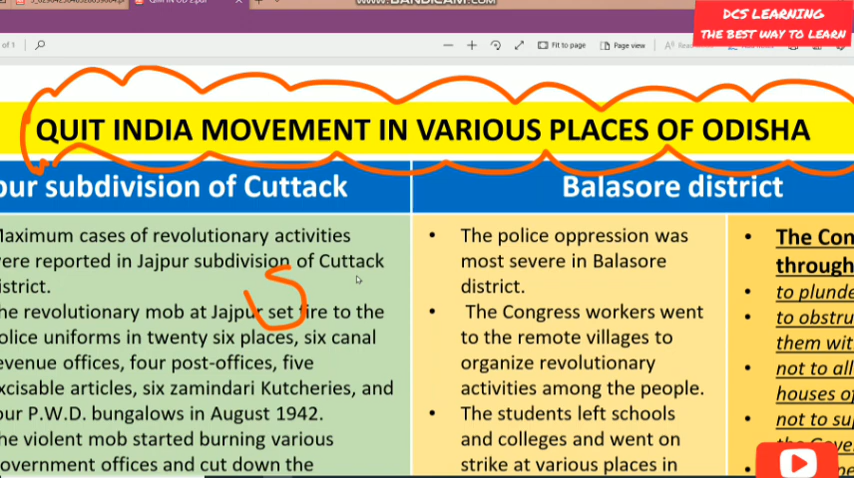 WWW.BANDICAM.COM
DCS LEARNING
THE BEST WAY TO LEARN
of 1
Fit to page
Page view
QUIT INDIA MOVEMENT IN VARIOUS PLACES OF ODISHA
pur subdivision of Cuttack
Maximum cases of revolutionary activities
were reported in Jajpur subdivision of Cuttack
istrict.
he revolutionary mob at Jajpur set fire to the
olice uniforms in twenty six places, six canal
evenue offices, four post-offices, five
xcisable articles, six zamindari Kutcheries, and
our P.W.D. bungalows in August 1942.
he violent mob started burning various
overnment offices and cut down the
Balasore district
• The police oppression was
most severe in Balasore
district.
• The Congress workers went
to the remote villages to
organize revolutionary
activities among the people.
• The students left schools
and colleges and went on
strike at various places in
• The Con
through
• to plunde
• to obstru
them wit
• not to all
houses of
• not to sup